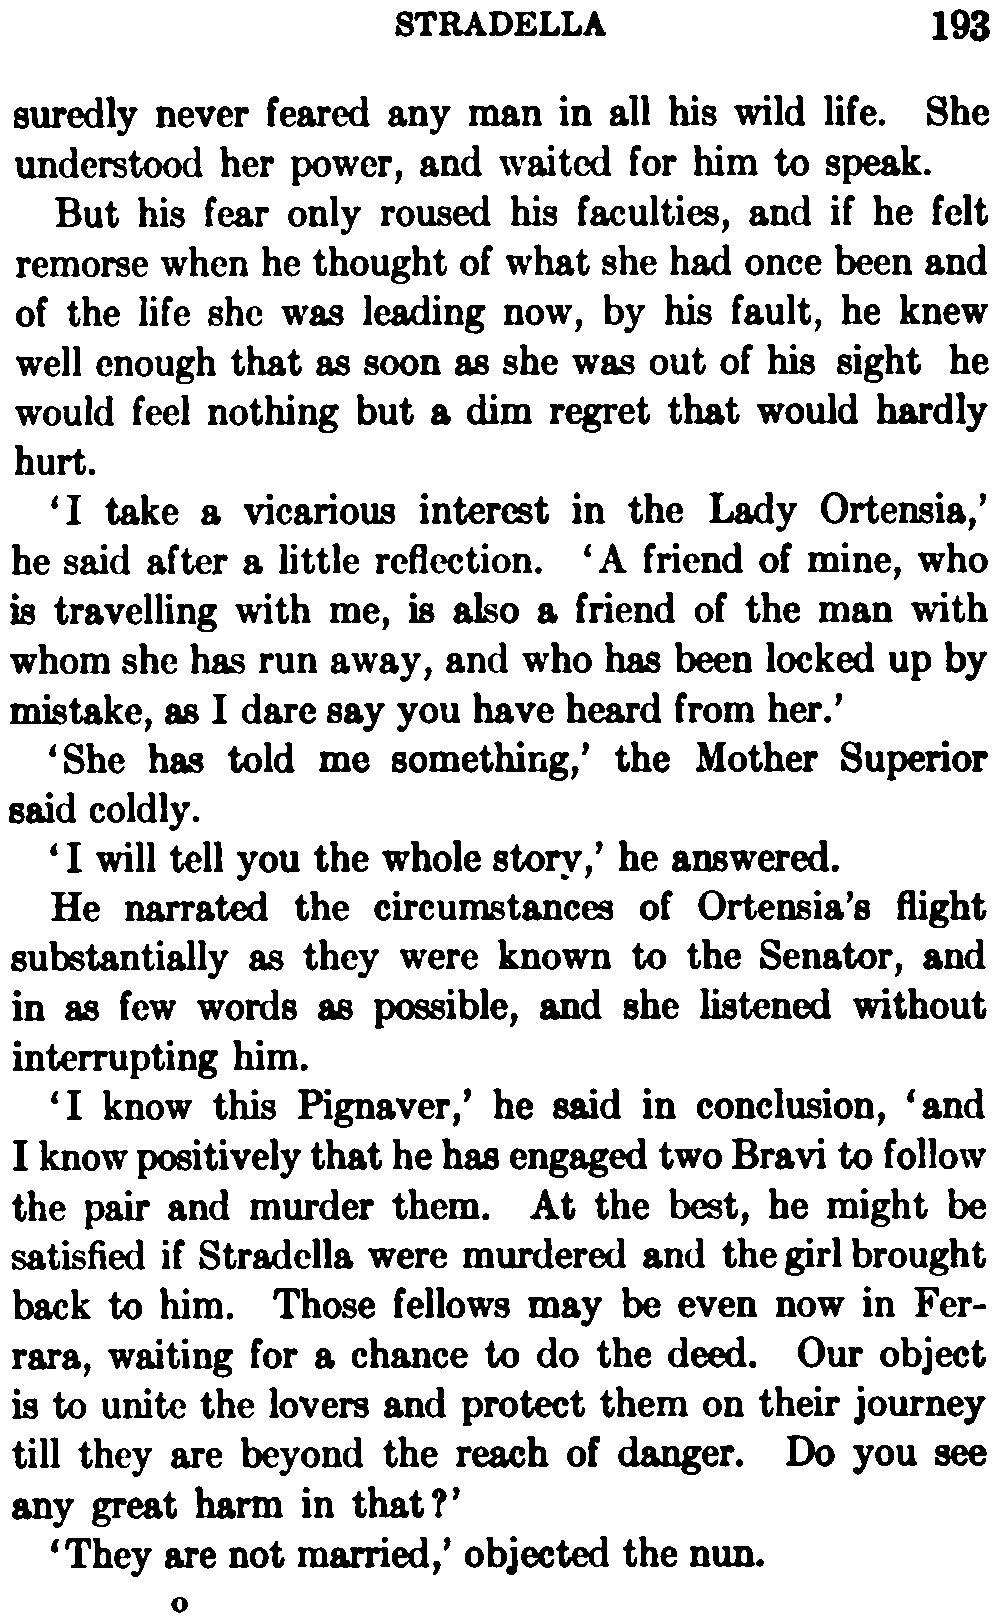 STRADELLA 193
suredly never feared any man in all his wild life. She
understood her power, and waited for him to speak.
But his fear only roused his faculties, and if he felt
remorse when he thought of what she had once been and
of the life she was leading now, by his fault, he knew
well enough that as soon as she was out of his sight he
would feel nothing but a dim regret that would hardly
hurt.
‘I take a vicarious interest in the Lady Ortensia,’
he said after a little reflection. ‘A friend of mine, who
is travelling with me, is also a friend of the man with
whom she has run away, and who has been locked up by
mistake, as I dare say you have heard from her.’
‘She has told me something,’ the Mother Superior
said coldly.
‘I will tell you the whole story,’ he answered.
He narrated the circumstances of Ortensia’s flight
substantially as they were known to the Senator, and
in as few words as possible, and she listened without
interrupting him.
‘I know this Pignaver,’ he said in conclusion, ‘and
I know positively that he has engaged two Bravi to follow
the pair and murder them. At the best, he might be
satisfied if Stradella were murdered and the girl brought
back to him. Those fellows may be even now in Fer-
rara, waiting for a chance to do the deed. Our object
is to unite the lovers and protect them on their journey
till they are beyond the reach of danger. Do you see
any great harm in that?’
‘They are not married,’ objected the nun.
o